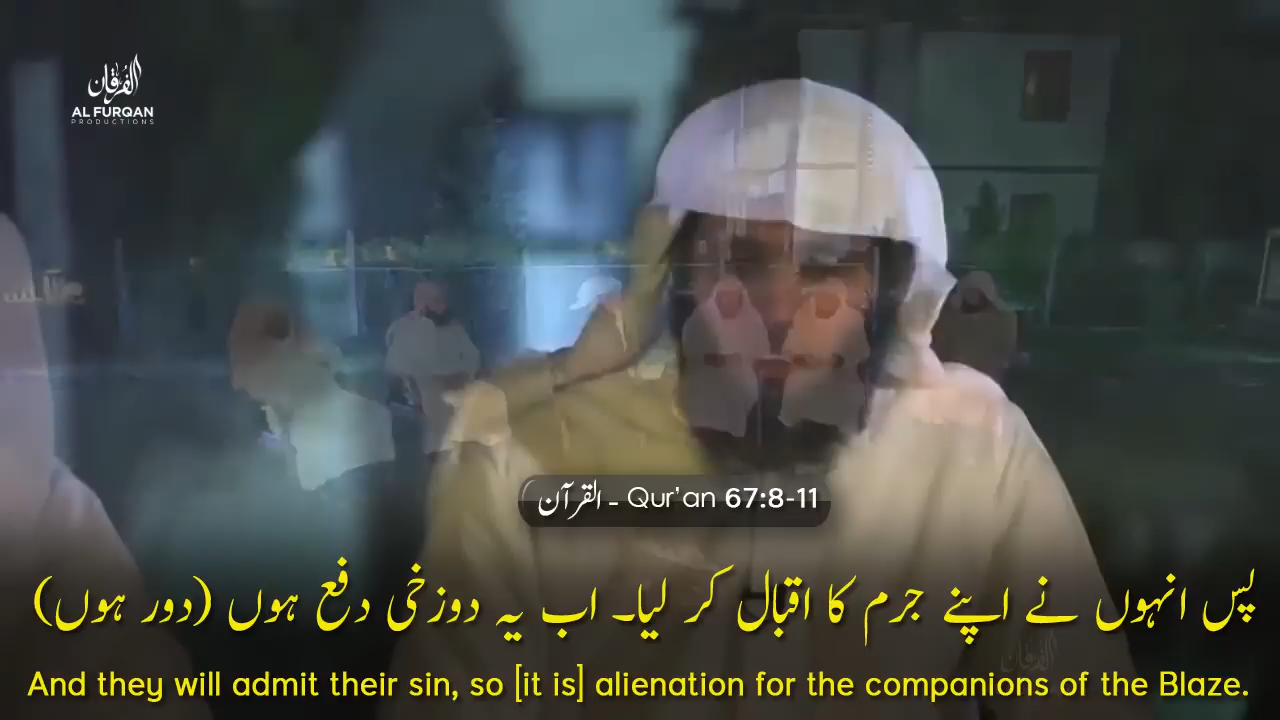 الفرقان
AL FURQAN
PRODUCTIONS
القرآن - Qur'an 67:8-11
پس انہوں نے اپنے جرم کا اقبال کر لیا۔ اب یہ دوزخی دفع ہوں (دور ہوں)
And they will admit their sin, so [it is] alienation for the companions of the Blaze.